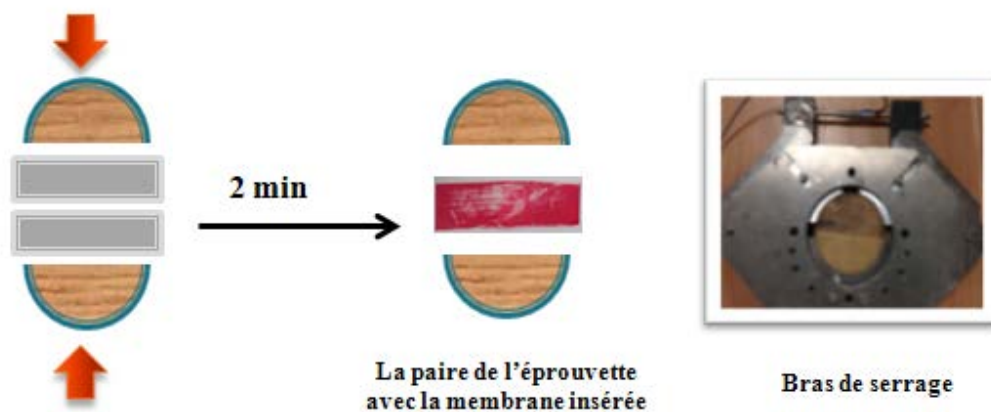 2 min
La paire de l'éprouvette
avec la membrane insérée
Bras de serrage